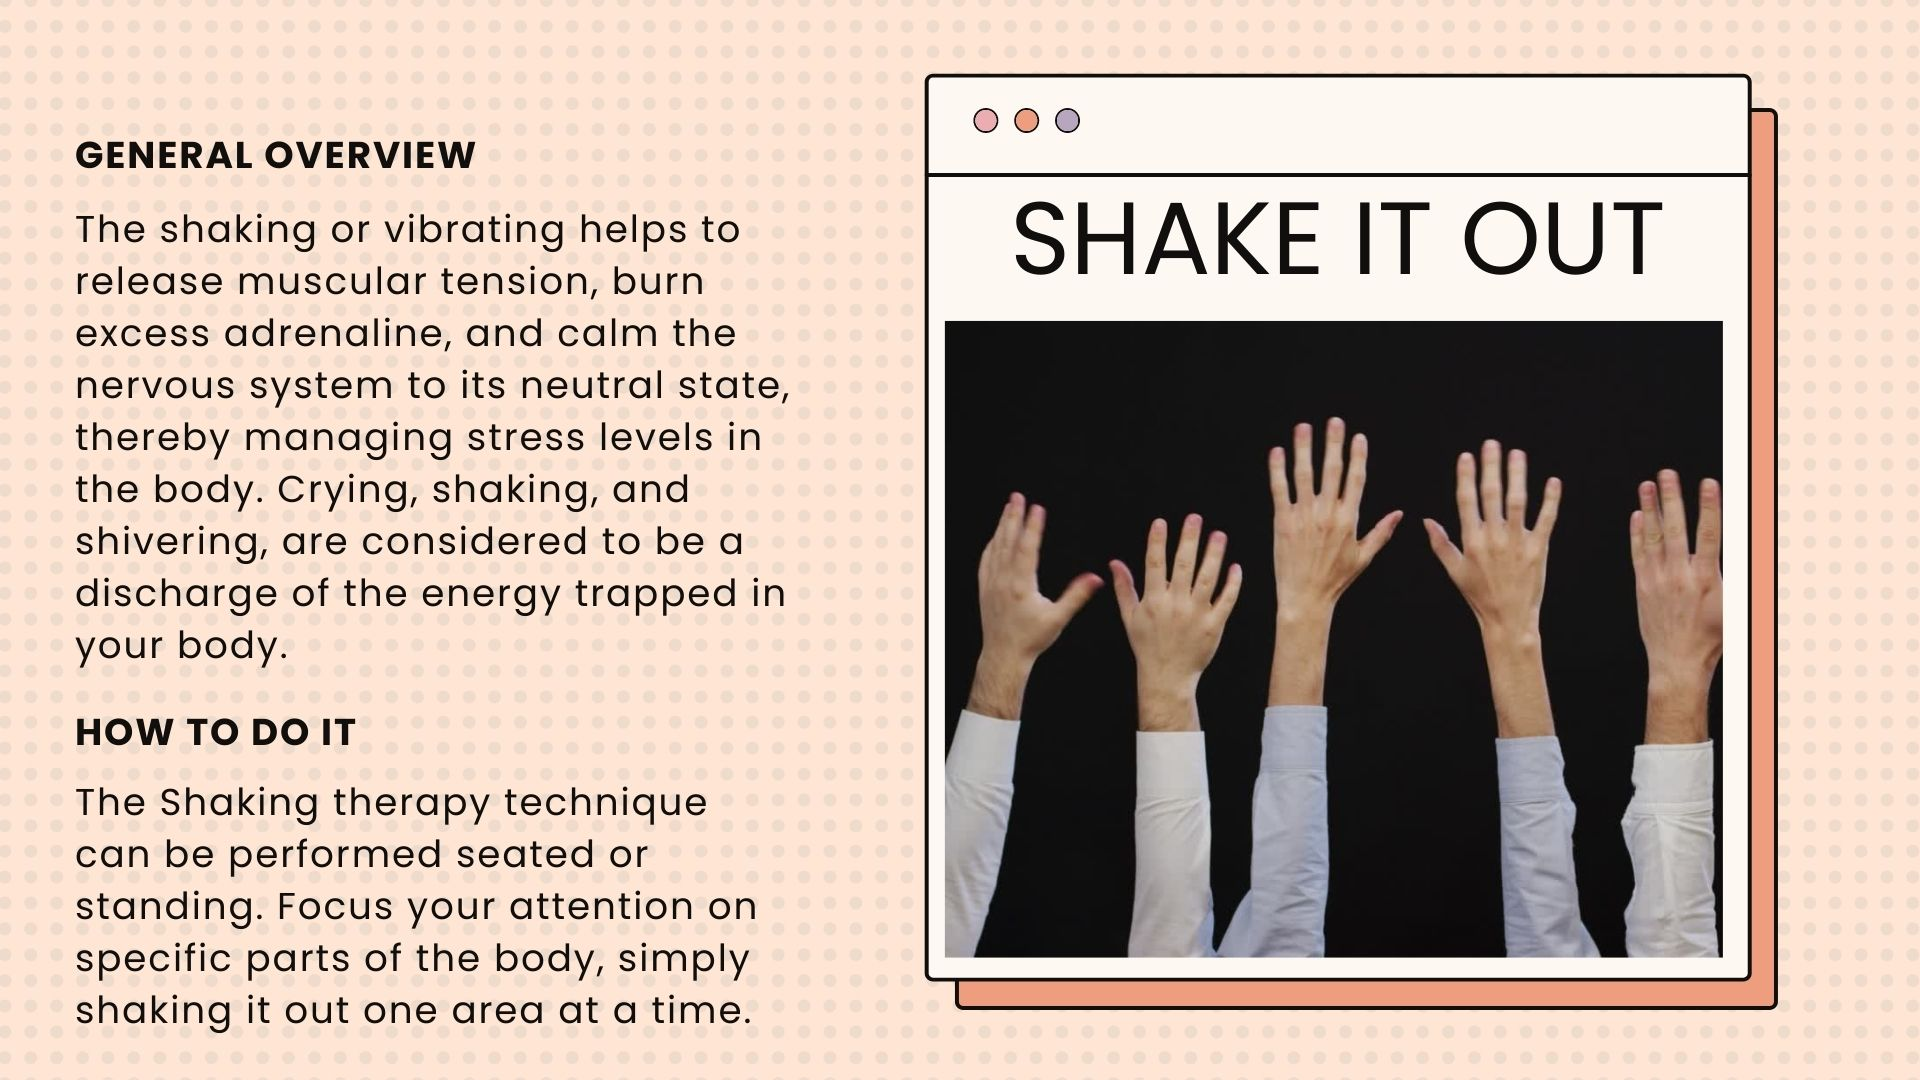 GENERAL OVERVIEW
The shaking or vibrating helps to
release muscular tension, burn
excess adrenaline, and calm the
nervous system to its neutral state,
thereby managing stress levels in
the body. Crying, shaking, and
shivering, are considered to be a
discharge of the energy trapped in
your body.
HOW TO DO IT
The Shaking therapy technique
can be performed seated or
standing. Focus your attention on
specific parts of the body, simply
shaking it out one area at a time.
SHAKE IT OUT